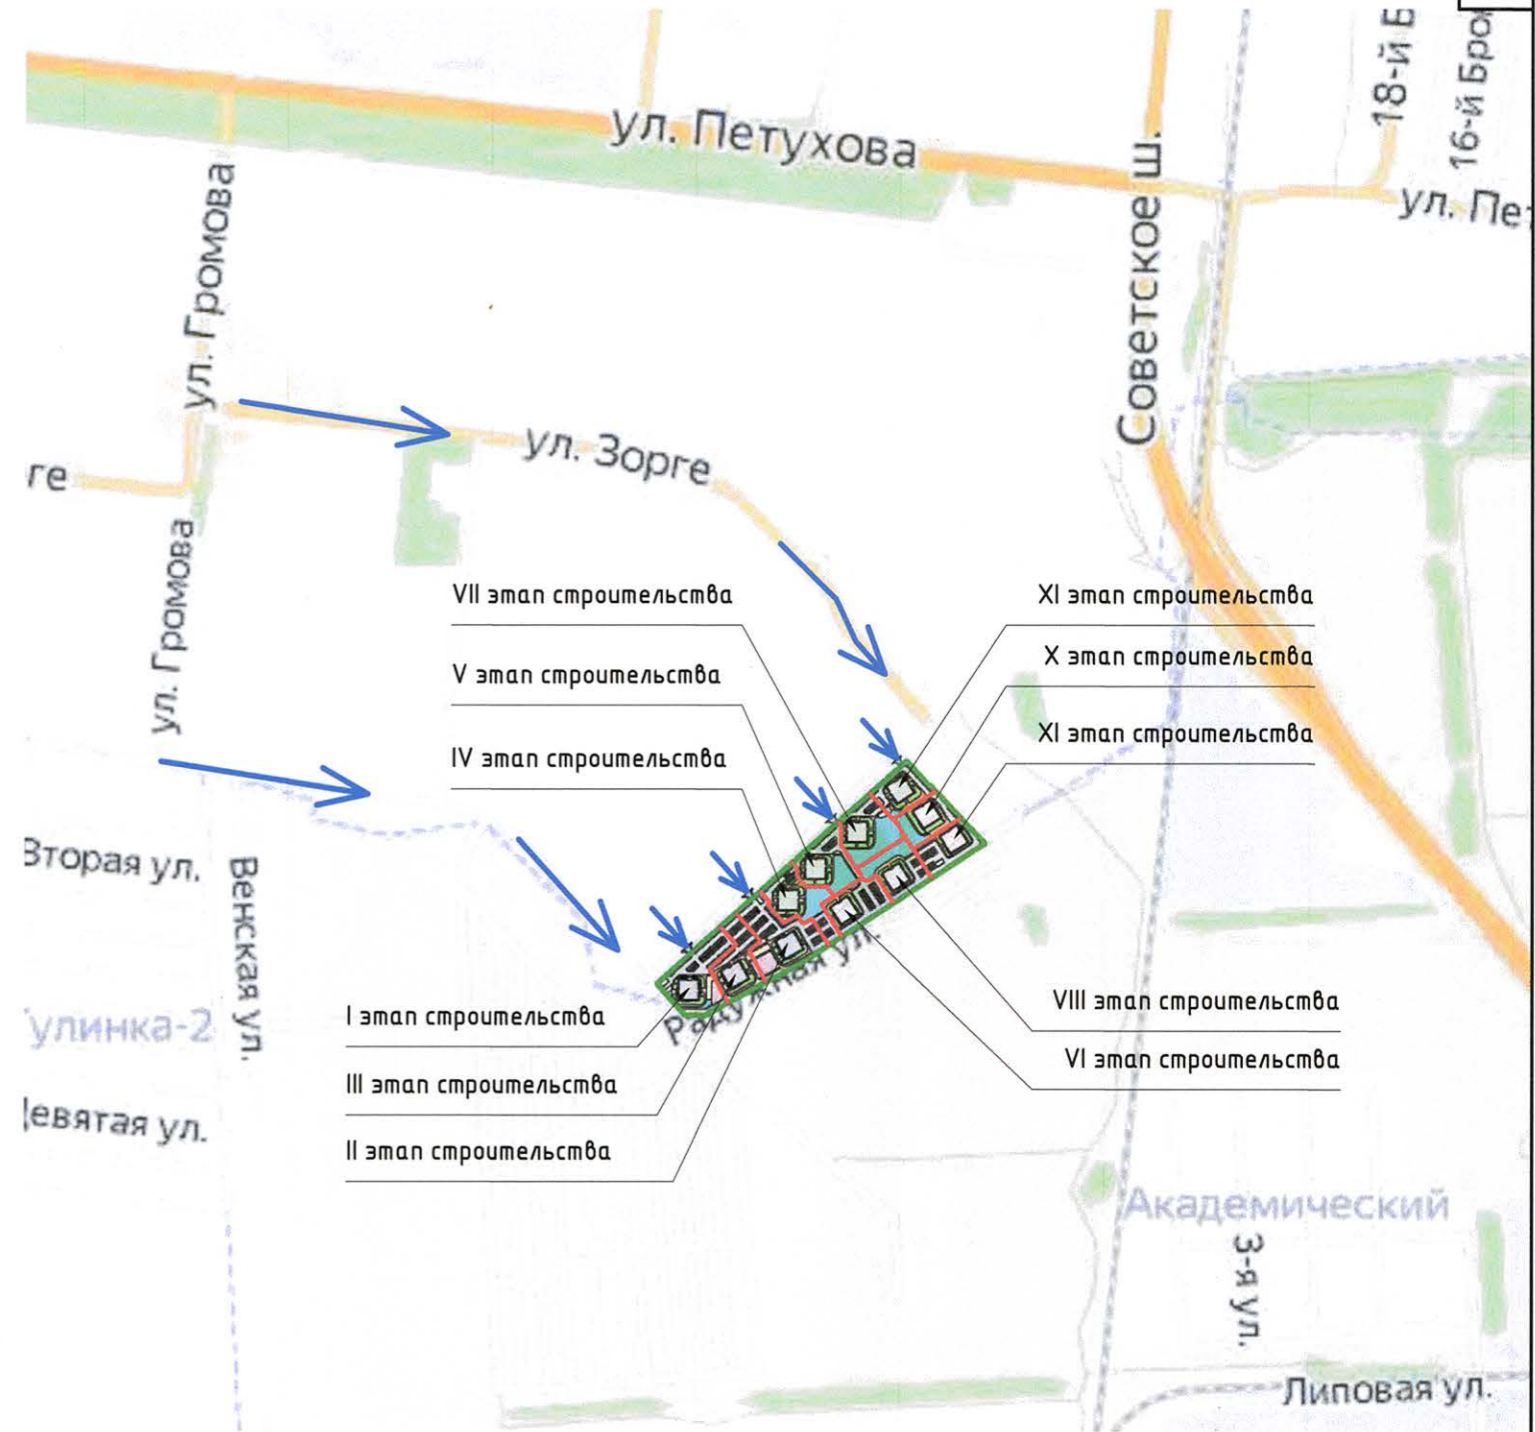 18-й Б
16-й Бро
ул. Петухова
ул. Пе
Советское ш.
ул. Громова
ул. Зорге
ге
ул. Громова
VII этап строительства
XI этап строительства
V этап строительства
X этап строительства
IV этап строительства
XI этап строительства
Вторая ул.
Венская ул.
Радужная ул.
I этап строительства
VIII этап строительства
улинка-2
III этап строительства
VI этап строительства
евятая ул.
II этап строительства
Академический
3-я ул.
Липовая ул.